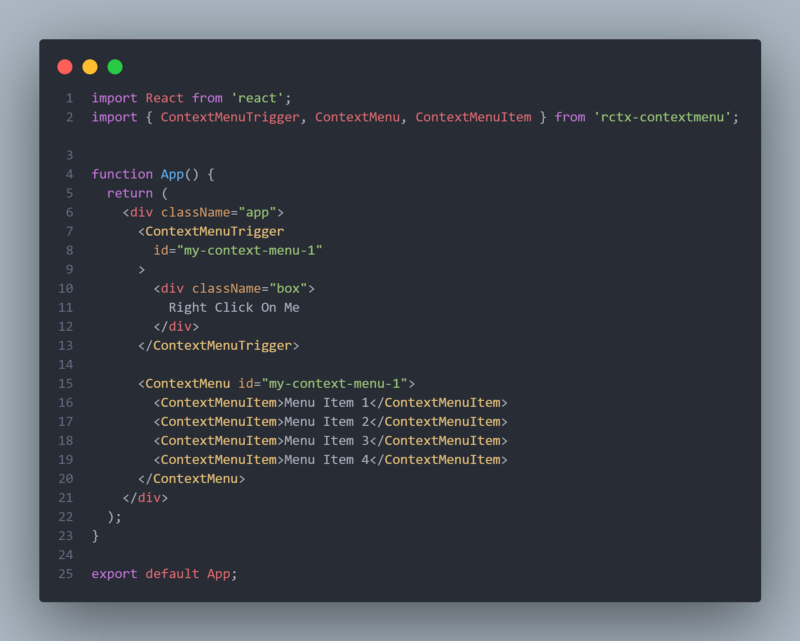 1 import React from 'react';
2 import { ContextMenuTrigger, ContextMenu, ContextMenuItem } from 'rctx-contextmenu';
3
4 function App() {
5   return (
6     <div className="app">
7       <ContextMenuTrigger
8         id="my-context-menu-1"
9       >
10         <div className="box">
11           Right Click On Me
12         </div>
13       </ContextMenuTrigger>
14
15       <ContextMenu id="my-context-menu-1">
16         <ContextMenuItem>Menu Item 1</ContextMenuItem>
17         <ContextMenuItem>Menu Item 2</ContextMenuItem>
18         <ContextMenuItem>Menu Item 3</ContextMenuItem>
19         <ContextMenuItem>Menu Item 4</ContextMenuItem>
20       </ContextMenu>
21     </div>
22   );
23 }
24
25 export default App;